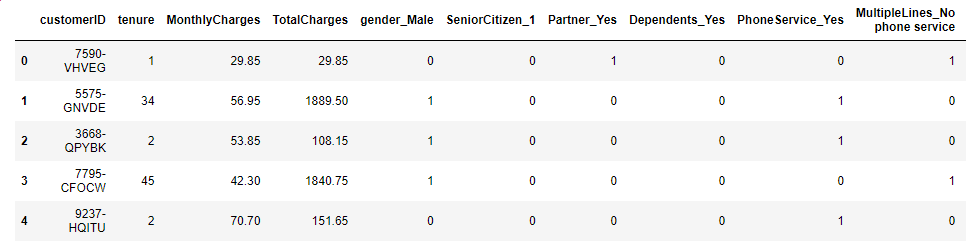 customerID tenure MonthlyCharges TotalCharges gender_Male SeniorCitizen_1 Partner_Yes Dependents_Yes PhoneService_Yes MultipleLines_No phone service
0 7590-VHVEG 1 29.85 29.85 0 0 1 0 0 1
1 5575-GNVDE 34 56.95 1889.50 1 0 0 0 1 0
2 3668-QPYBK 2 53.85 108.15 1 0 0 0 1 0
3 7795-CFOCW 45 42.30 1840.75 1 0 0 0 0 1
4 9237-HQITU 2 70.70 151.65 0 0 0 0 1 0